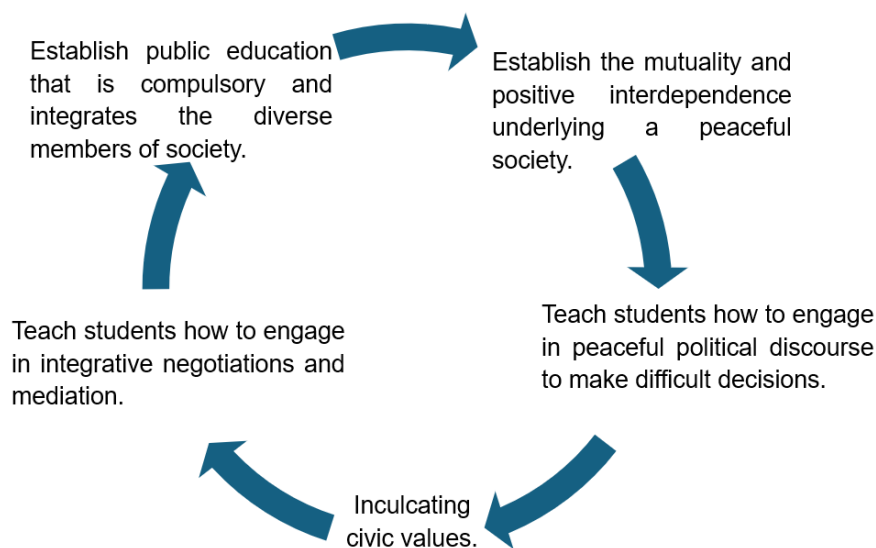 Establish public education
that is compulsory and
integrates the diverse
members of society.
Establish the mutuality and
positive interdependence
underlying a peaceful
society.
Teach students how to engage
in peaceful political discourse
to make difficult decisions.
Inculcating
civic values.
Teach students how to engage
in integrative negotiations and
mediation.